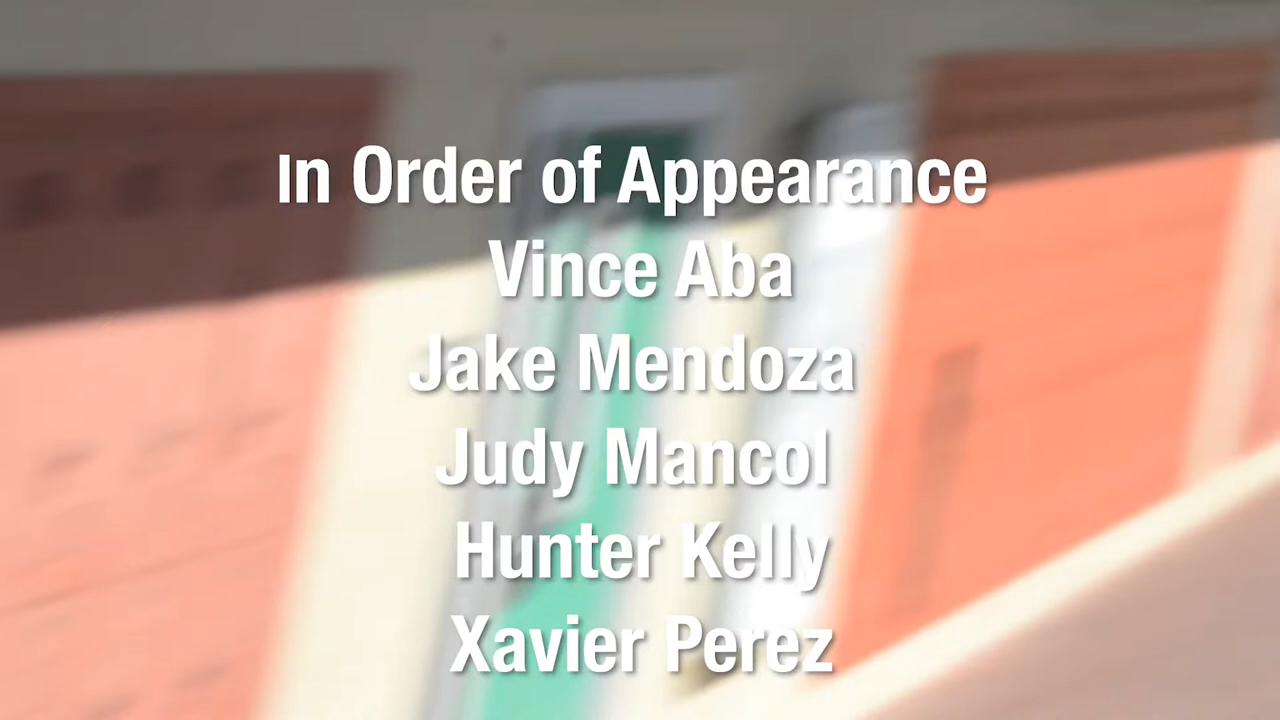 In Order of Appearance
Vince Aba
Jake Mendoza
Judy Mancol
Hunter Kelly
Xavier Perez